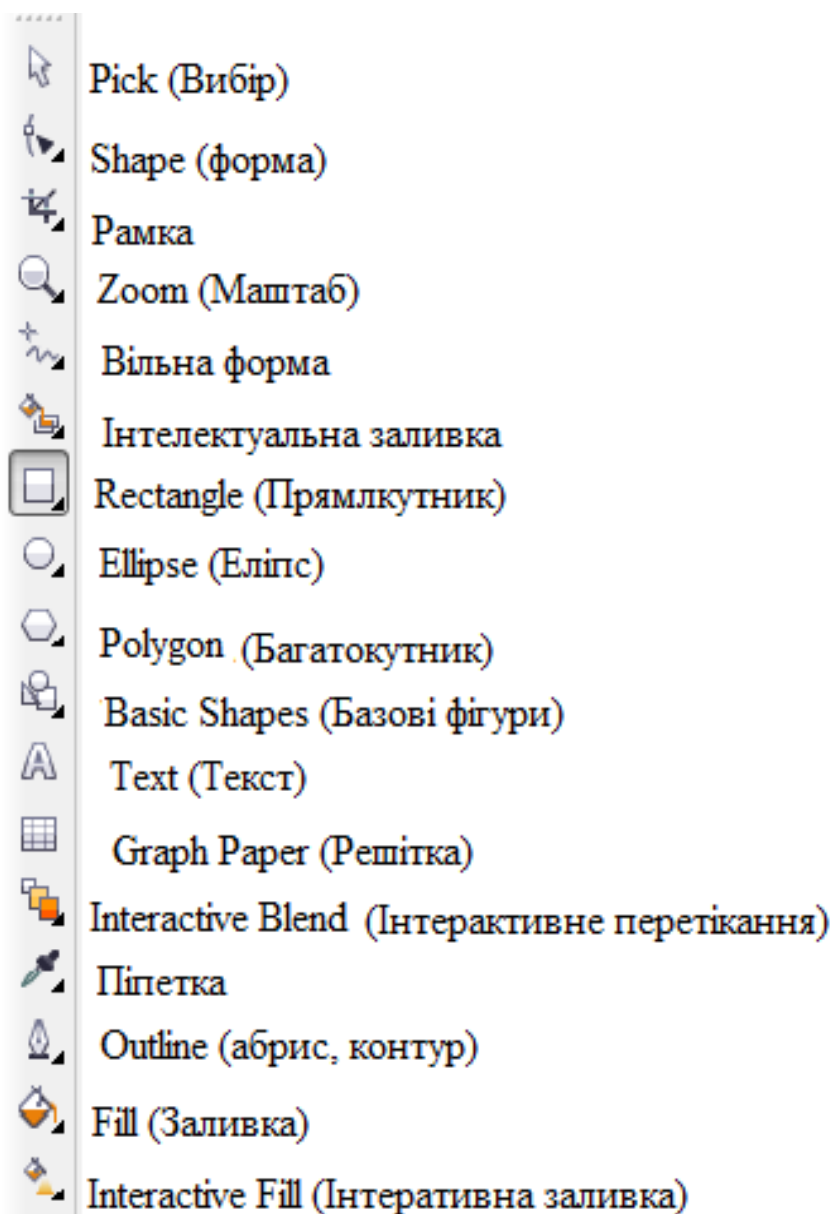 Pick (Вибір)
Shape (форма)
Рамка
Zoom (Маштаб)
Вільна форма
Інтелектуальна заливка
Rectangle (Прямлкутник)
Ellipse (Еліпс)
Polygon (Багатокутник)
Basic Shapes (Базові фігури)
Text (Текст)
Graph Paper (Решітка)
Interactive Blend (Інтерактивне перетікання)
Піпетка
Outline (абрис, контур)
Fill (Заливка)
Interactive Fill (Інтеративна заливка)